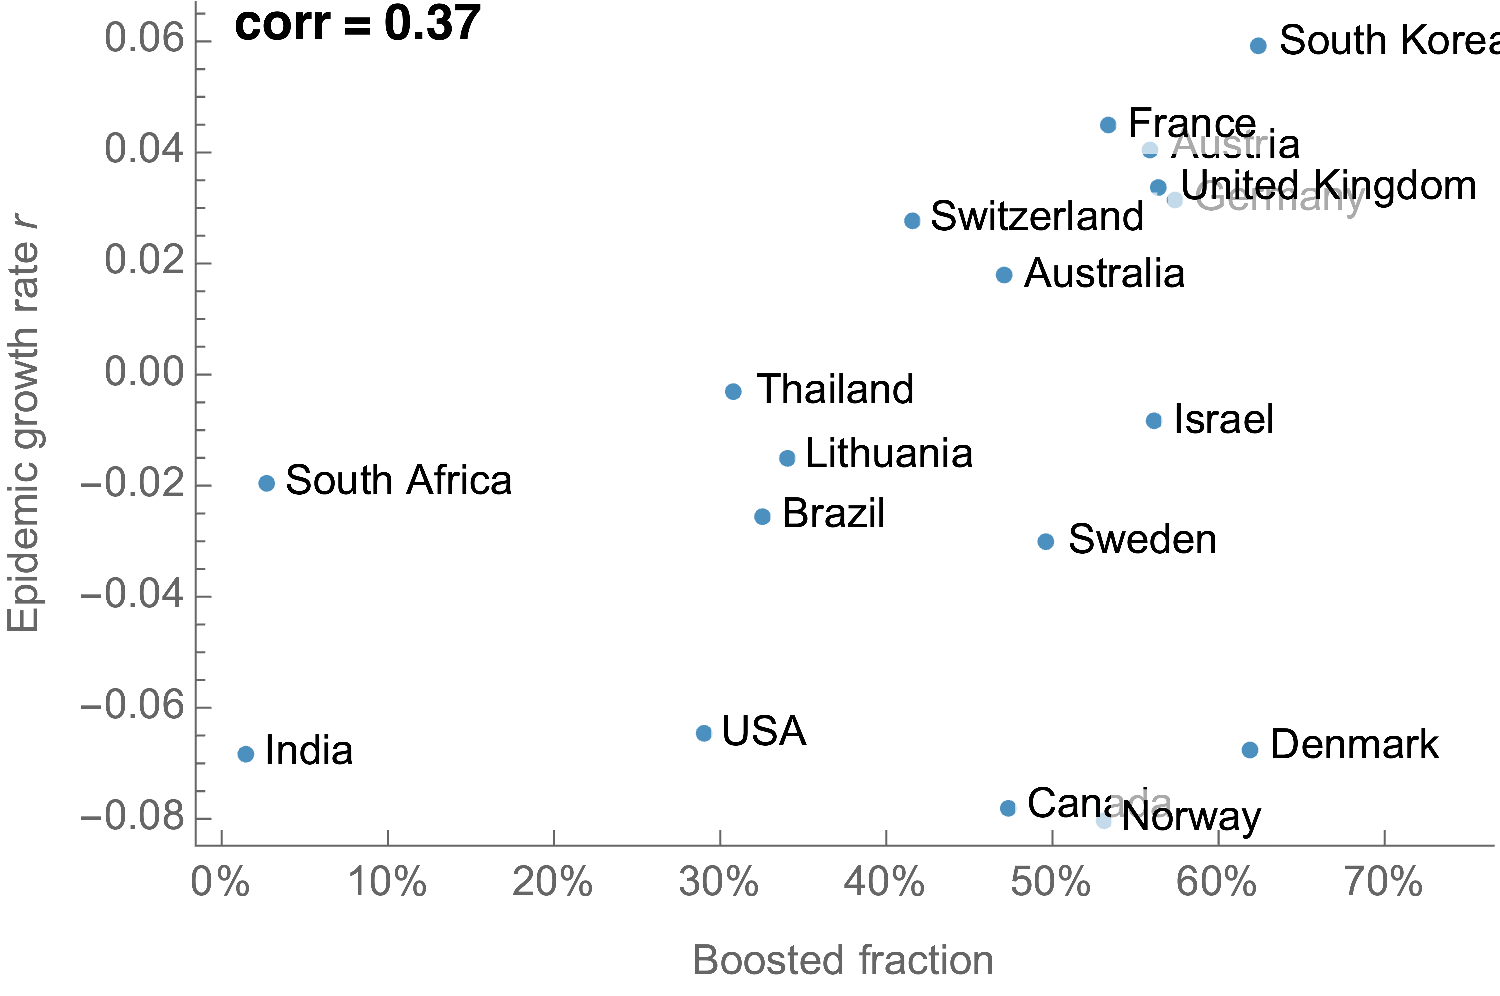 corr = 0.37
0.06
0.04
0.02
0.00
−0.02
−0.04
−0.06
−0.08
Epidemic growth rate r
South Korea
France
Austria
United Kingdom
Germany
Switzerland
Australia
Thailand
Israel
Lithuania
South Africa
Brazil
Sweden
USA
India
Denmark
Canada
Norway
0% 10% 20% 30% 40% 50% 60% 70%
Boosted fraction